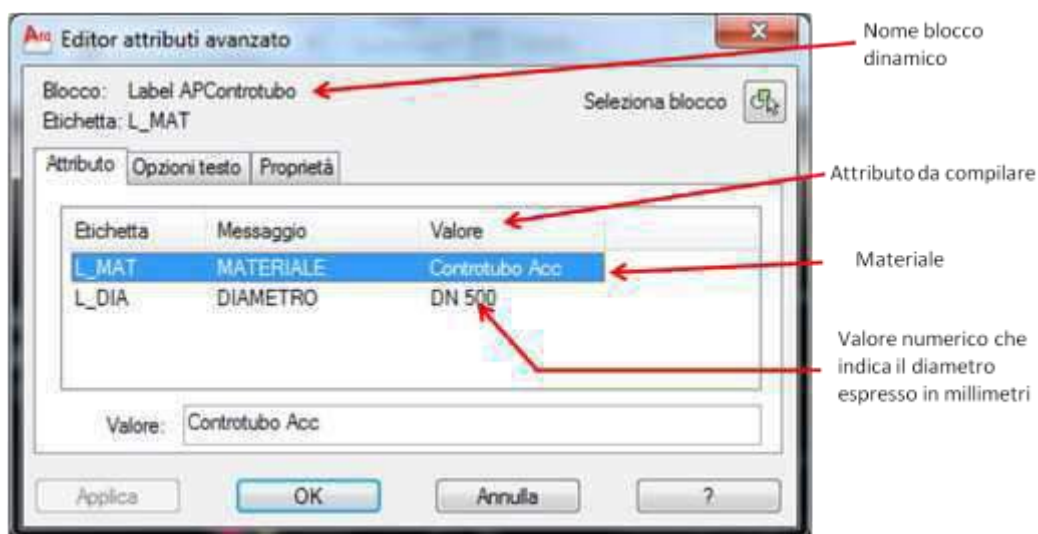 Editor attributi avanzato
Nome blocco
dinamico
Blocco: Label APControtubo
Seleziona blocco
Etichetta: L_MAT
Attributo Opzioni testo Proprietà
Attributo da compilare
Etichetta Messaggio Valore
L_MAT MATERIALE Controtubo Acc
Materiale
L_DIA DIAMETRO DN 500
Valore numerico che
indica il diametro
espresso in millimetri
Valore: Controtubo Acc
Applica OK Annulla ?